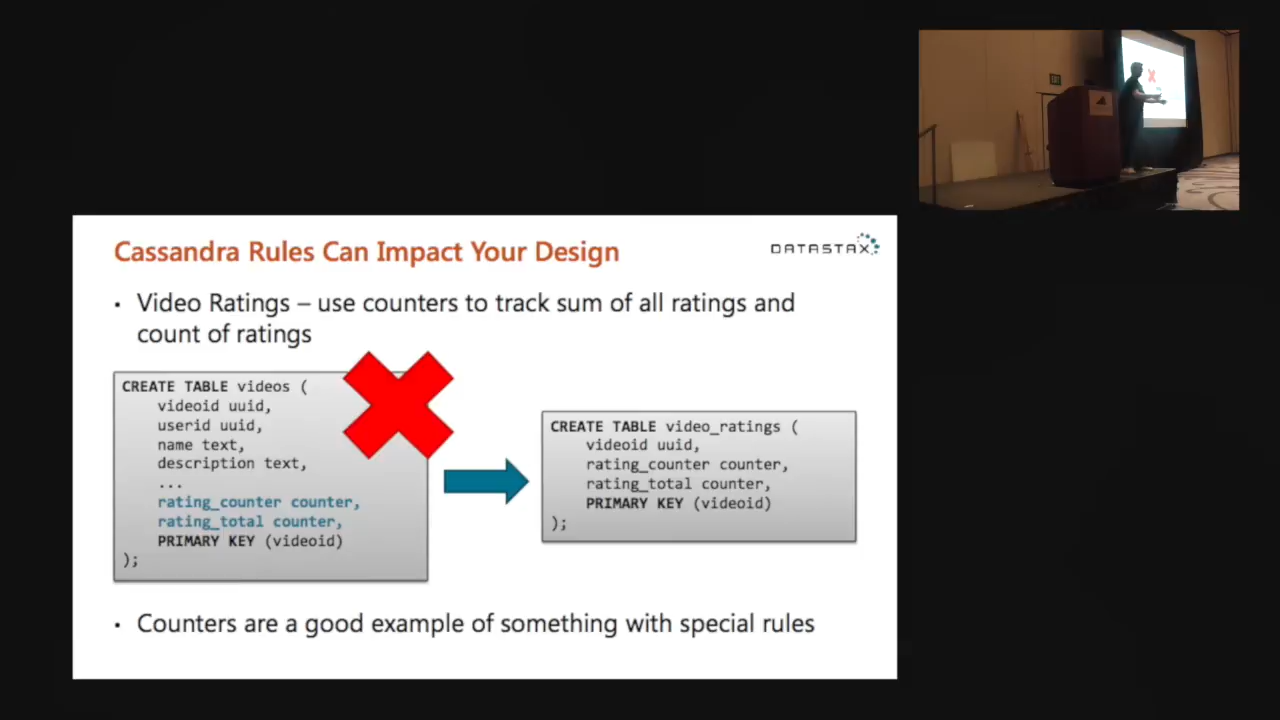 Cassandra Rules Can Impact Your Design
DATASTAX
· Video Ratings – use counters to track sum of all ratings and
count of ratings
CREATE TABLE videos (
videoid uuid,
userid uuid,
name text,
description text,
...
rating_counter counter,
rating_total counter,
PRIMARY KEY (videoid)
);
CREATE TABLE video_ratings (
videoid uuid,
rating_counter counter,
rating_total counter,
PRIMARY KEY (videoid)
);
· Counters are a good example of something with special rules